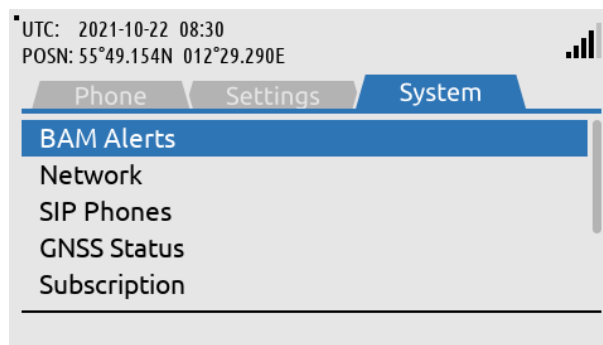 UTC: 2021-10-22 08:30
POSN: 55°49.154N 012°29.290E
Phone Settings System
BAM Alerts
Network
SIP Phones
GNSS Status
Subscription